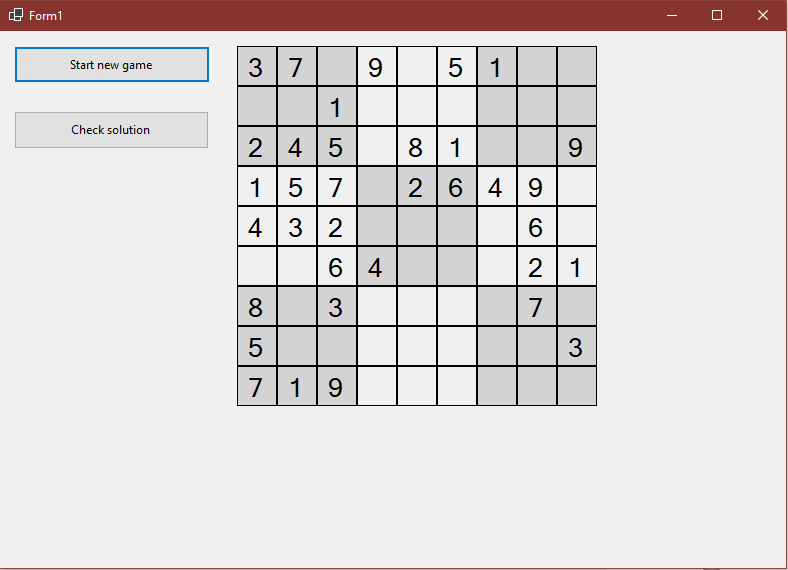 Form1
Start new game
Check solution
3 7 9 5 1
1
2 4 5 8 1 9
1 5 7 2 6 4 9
4 3 2 6
6 4 2 1
8 3 7
5 3
7 1 9